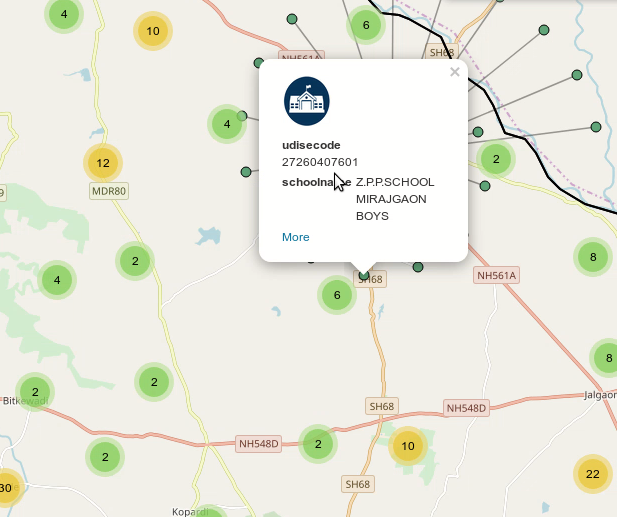 4
10
6
SH68
NH561A
4
12
2
MDR80
udisecode
27260407601
schoolname Z.P.P.SCHOOL
MIRAJGAON
BOYS
More
2
8
4
SH68
NH561A
6
8
2
2
Bitkewadi
SH68
NH548D
Jalgaon
NH548D
2
10
2
22
30
SH68
Kopardi